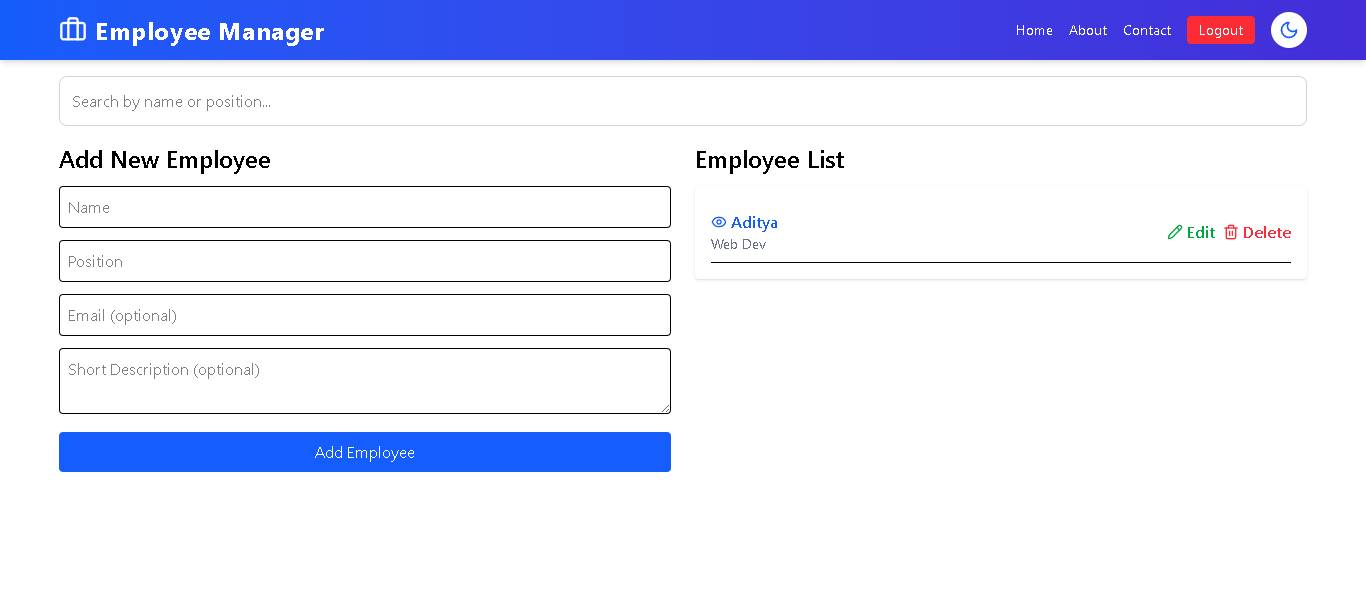 Employee Manager
Home
About
Contact
Logout
Search by name or position...
Add New Employee
Name
Position
Email (optional)
Short Description (optional)
Add Employee
Employee List
Aditya
Web Dev
Edit
Delete